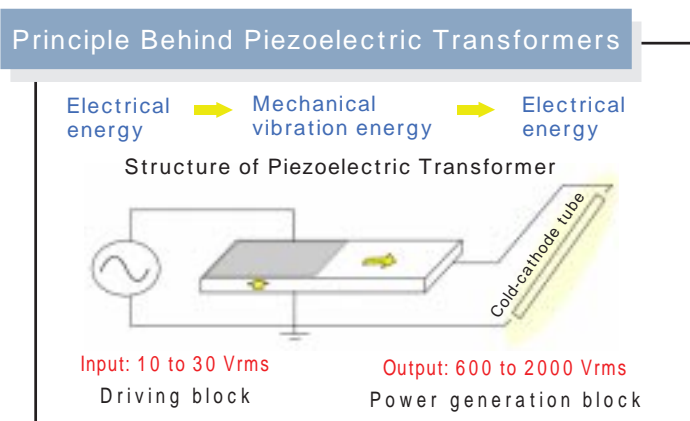 Principle Behind Piezoelectric Transformers
Electrical energy
Mechanical vibration energy
Electrical energy
Structure of Piezoelectric Transformer
Cold-cathode tube
Input: 10 to 30 Vrms
Driving block
Output: 600 to 2000 Vrms
Power generation block